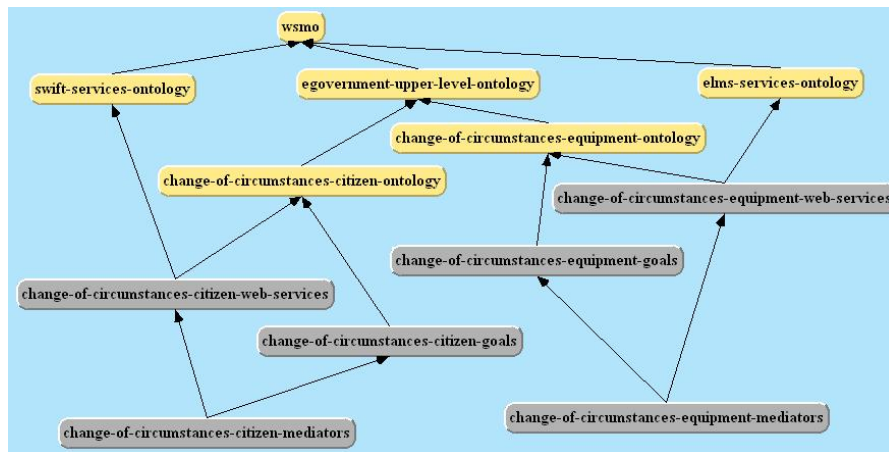 wsmo
swift-services-ontology
egovernment-upper-level-ontology
elms-services-ontology
change-of-circumstances-equipment-ontology
change-of-circumstances-citizen-ontology
change-of-circumstances-equipment-web-services
change-of-circumstances-equipment-goals
change-of-circumstances-citizen-web-services
change-of-circumstances-citizen-goals
change-of-circumstances-equipment-mediators
change-of-circumstances-citizen-mediators